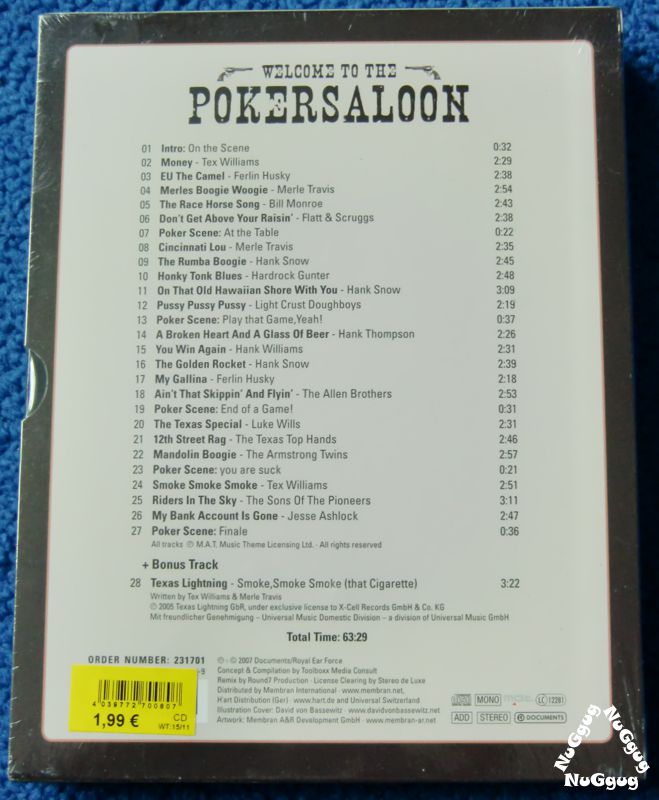 WELCOME TO THE
POKERSALOON
01 Intro: On the Scene 0:32
02 Money - Tex Williams 2:29
03 EU The Camel - Ferlin Husky 2:38
04 Merles Boogie Woogie - Merle Travis 2:54
05 The Race Horse Song - Bill Monroe 2:43
06 Don't Get Above Your Raisin' - Flatt & Scruggs 2:38
07 Poker Scene: At the Table 0:22
08 Cincinnati Lou - Merle Travis 2:35
09 The Rumba Boogie - Hank Snow 2:45
10 Honky Tonk Blues - Hardrock Gunter 2:48
11 On That Old Hawaiian Shore With You - Hank Snow 3:09
12 Pussy Pussy Pussy - Light Crust Doughboys 2:19
13 Poker Scene: Play that Game,Yeah! 0:37
14 A Broken Heart And A Glass Of Beer - Hank Thompson 2:26
15 You Win Again - Hank Williams 2:31
16 The Golden Rocket - Hank Snow 2:39
17 My Gallina - Ferlin Husky 2:18
18 Ain't That Skippin' And Flyin' - The Allen Brothers 2:53
19 Poker Scene: End of a Game! 0:31
20 The Texas Special - Luke Wills 2:31
21 12th Street Rag - The Texas Top Hands 2:46
22 Mandolin Boogie - The Armstrong Twins 2:57
23 Poker Scene: you are suck 0:21
24 Smoke Smoke Smoke - Tex Williams 2:51
25 Riders In The Sky - The Sons Of The Pioneers 3:11
26 My Bank Account Is Gone - Jesse Ashlock 2:47
27 Poker Scene: Finale 0:36
All tracks ℗ M.A.T. Music Theme Licensing Ltd. - All rights reserved
+ Bonus Track
28 Texas Lightning - Smoke,Smoke Smoke (that Cigarette) 3:22
Written by Tex Williams & Merle Travis
© 2005 Texas Lightning GbR, under exclusive license to X-Cell Records GmbH & Co. KG
Mit freundlicher Genehmigung – Universal Music Domestic Division – a division of Universal Music GmbH
Total Time: 63:29
ORDER NUMBER: 231701
-9
℗ - © 2007 Documents/Royal Ear Force
Concept & Compilation by Toolboxx Media Consult
Remix by Round7 Production - License Clearing by Stereo de Luxe
Distributed by Membran International - www.membran.net,
H'art Distribution (Ger) - www.hart.de and Universal Switzerland
Illustration Cover: David von Bassewitz - www.davidvonbassewitz.net
Artwork: Membran A&R Development GmbH - www.membran-ar.net
MONO LC 12281
ADD STEREO DOCUMENTS
4 039772 700807
1,99 €
CD
WT:15/11
NuGgug
NuGgug
NuGgug
NuGgug